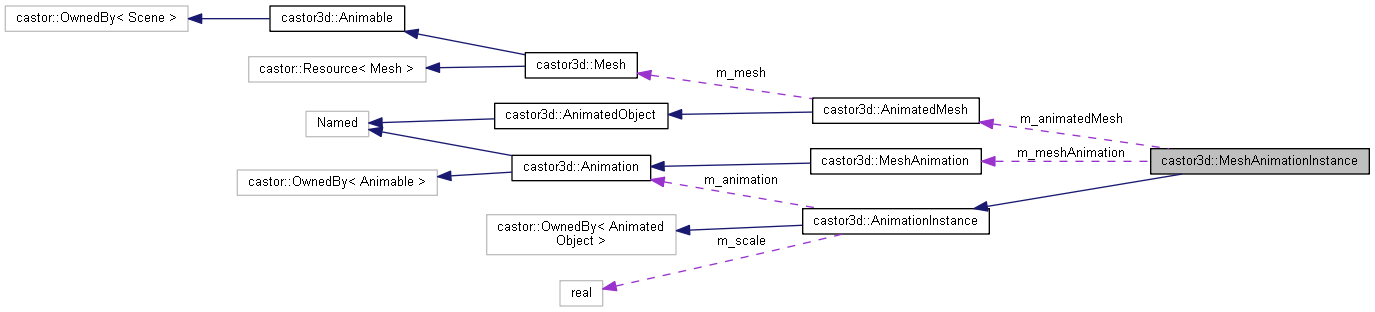 castor::OwnedBy< Scene >
castor3d::Animable
castor3d::Mesh
castor::Resource< Mesh >
m_mesh
castor3d::AnimatedMesh
castor3d::AnimatedObject
Named
m_animatedMesh
castor3d::MeshAnimation
m_meshAnimation
castor3d::MeshAnimationInstance
castor3d::Animation
castor::OwnedBy< Animable >
m_animation
castor3d::AnimationInstance
castor::OwnedBy< Animated
Object >
m_scale
real